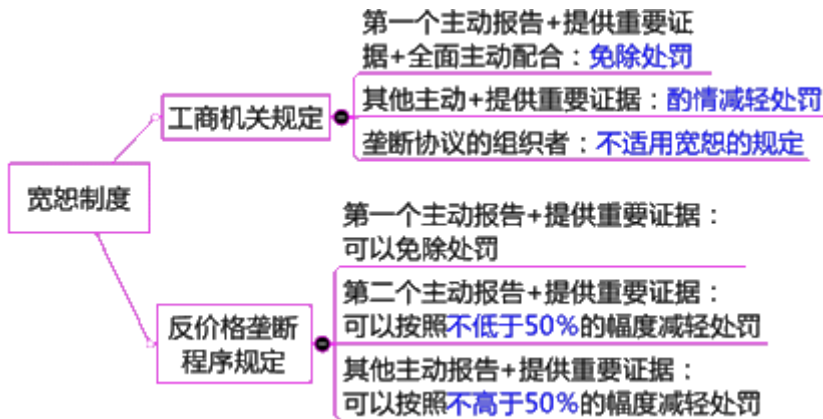 宽恕制度
工商机关规定
第一个主动报告+提供重要证
据+全面主动配合：免除处罚
其他主动+提供重要证据：酌情减轻处罚
垄断协议的组织者：不适用宽恕的规定
反价格垄断
程序规定
第一个主动报告+提供重要证据：
可以免除处罚
第二个主动报告+提供重要证据：
可以按照不低于50%的幅度减轻处罚
其他主动报告+提供重要证据：
可以按照不高于50%的幅度减轻处罚